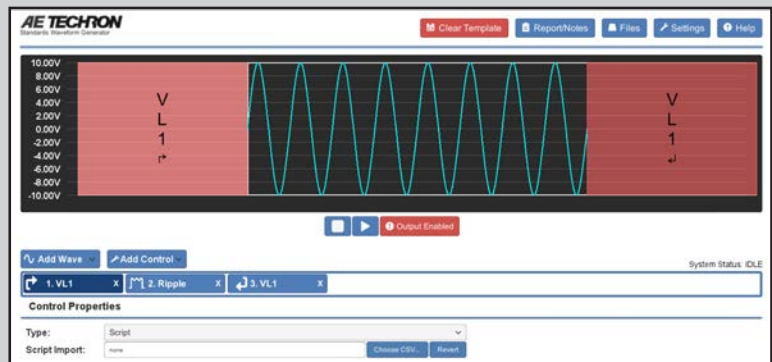 AE TECHRON
Standards Waveform Generator
Clear Template
Report/Notes
Files
Settings
Help
10.00V
8.00V
6.00V
4.00V
2.00V
0.00V
-2.00V
-4.00V
-6.00V
-8.00V
-10.00V
V
L
1
V
L
1
Output Enabled
Add Wave
Add Control
System Status: IDLE
1. VL1 x
2. Ripple x
3. VL1 x
Control Properties
Type: Script
Script Import: none Choose CSV... Revert